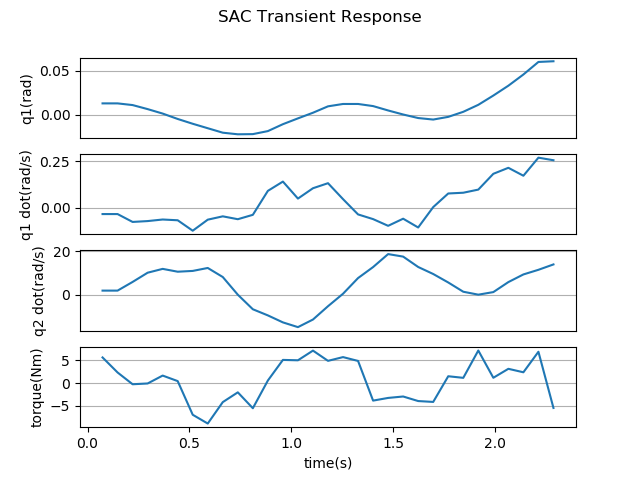 SAC Transient Response
q1(rad)
0.05
0.00
q1 dot(rad/s)
0.25
0.00
q2 dot(rad/s)
20
0
torque(Nm)
5
0
−5
0.0 0.5 1.0 1.5 2.0
time(s)